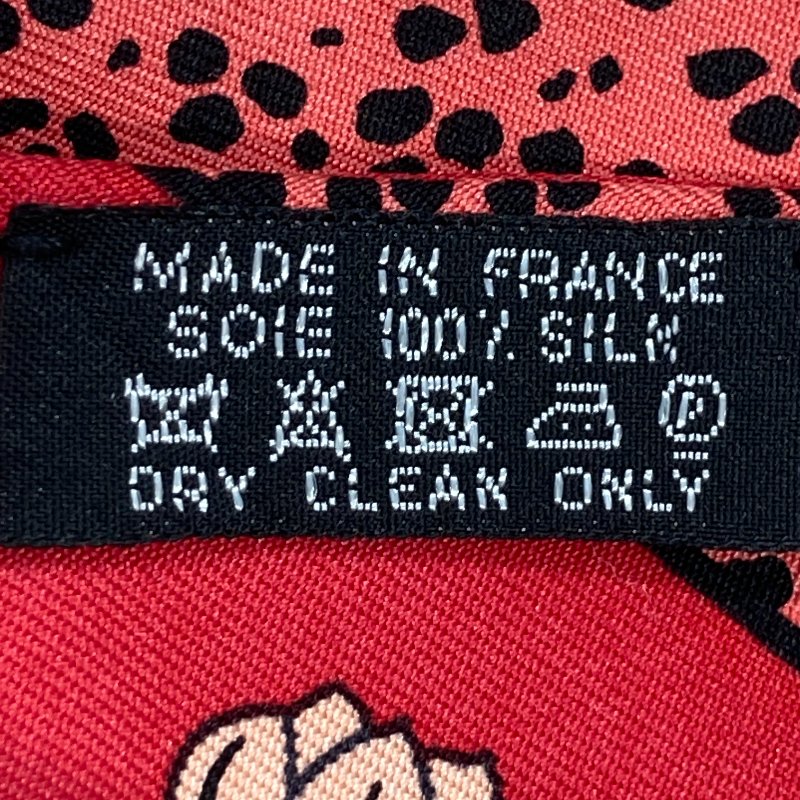 MADE IN FRANCE
SOIE 100% SILK
P
DRY CLEAN ONLY